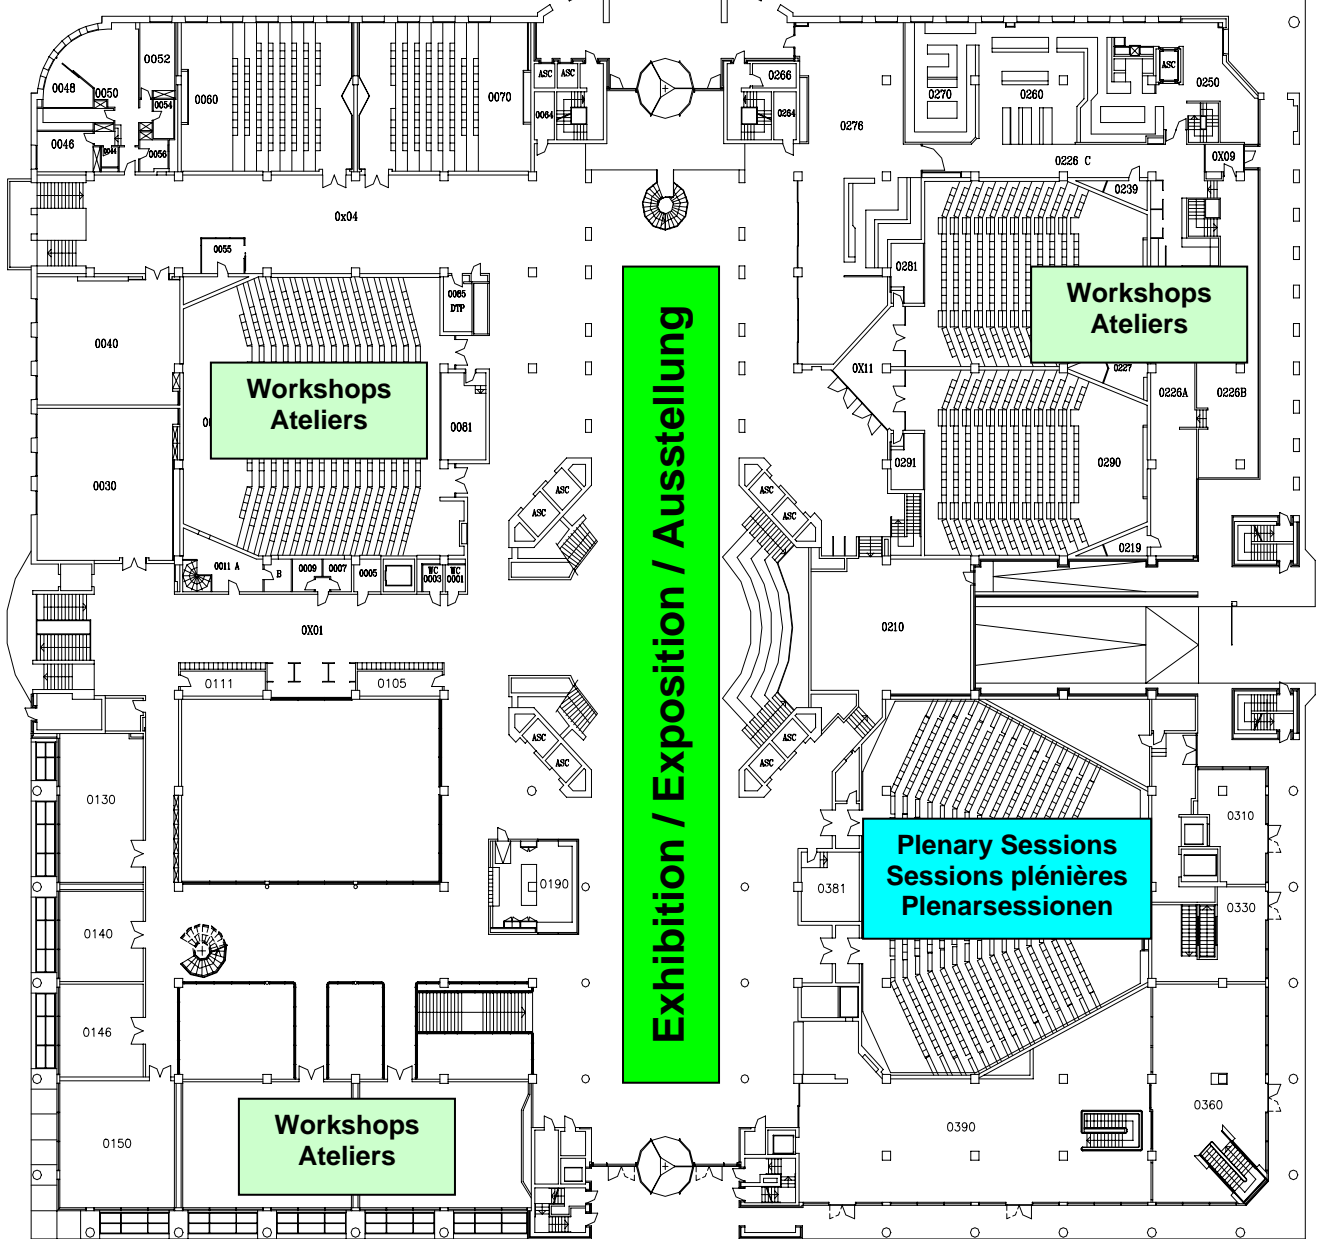 0048
0050
0052
0054
0046
0044
0056
0060
0070
ASC
ASC
0064
0266
0264
0276
0270
0260
ASC
0250
0226 C
0X09
0239
0x04
0055
0085
DTP
0281
Workshops
Ateliers
0040
Workshops
Ateliers
0081
0X11
0227
0226A
0226B
0030
0291
0290
ASC
ASC
ASC
ASC
0219
0011 A
B
0009
0007
0005
WC
0003
WC
0001
0X01
0210
0111
0105
Exhibition / Exposition / Ausstellung
ASC
ASC
ASC
ASC
0130
0310
Plenary Sessions
Sessions plénières
Plenarsessionen
0190
0381
0330
0140
0146
0150
Workshops
Ateliers
0390
0360